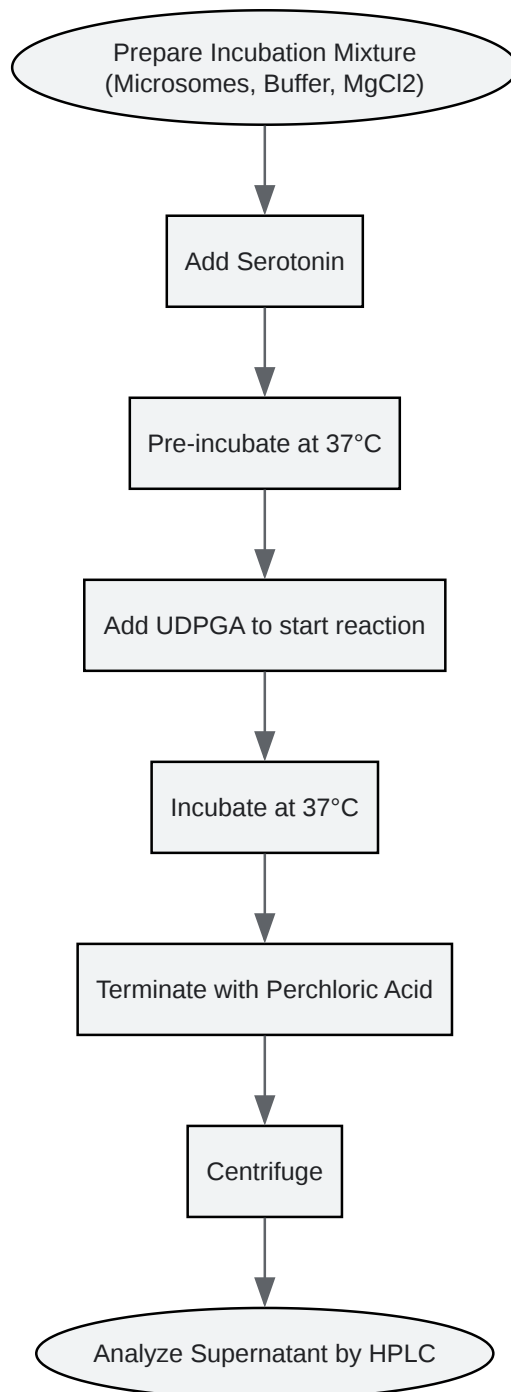 Prepare Incubation Mixture
(Microsomes, Buffer, MgCl2)
Add Serotonin
Pre-incubate at 37°C
Add UDPGA to start reaction
Incubate at 37°C
Terminate with Perchloric Acid
Centrifuge
Analyze Supernatant by HPLC